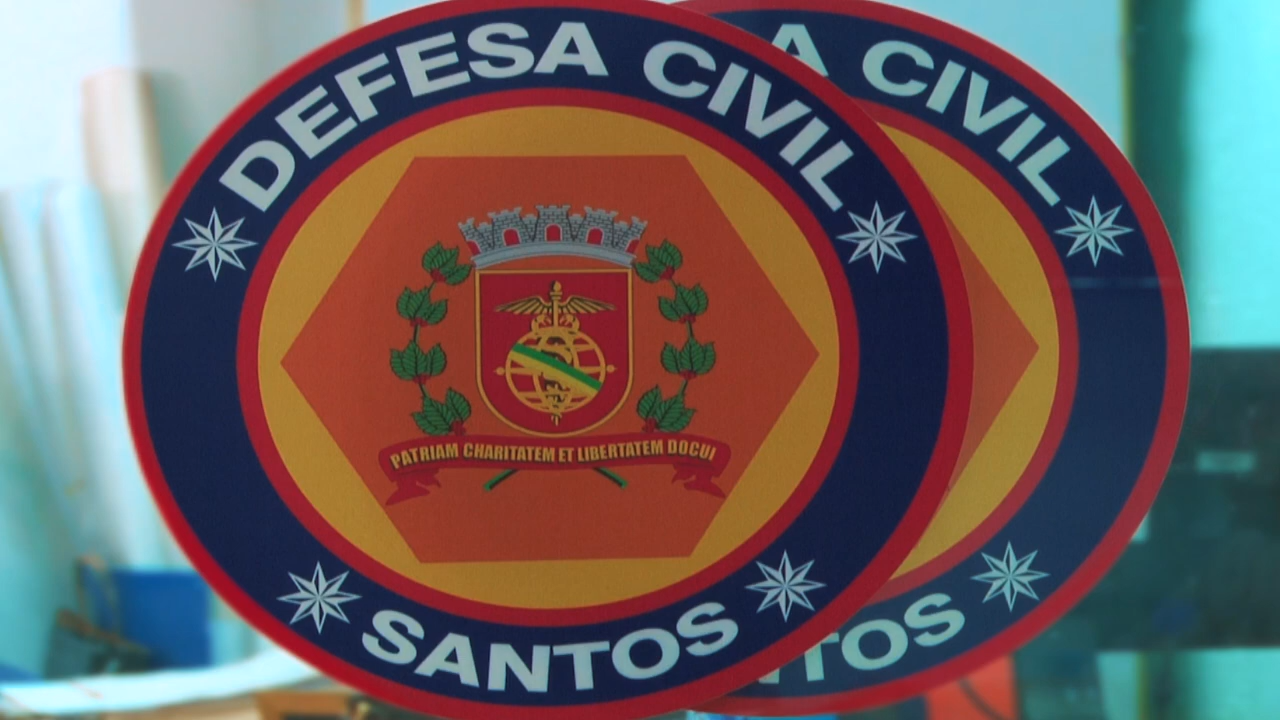 DEFESA CIVIL
PATRIAM CHARITATEM ET LIBERTATEM DOCUI
SANTOS
A CIVIL
TOS